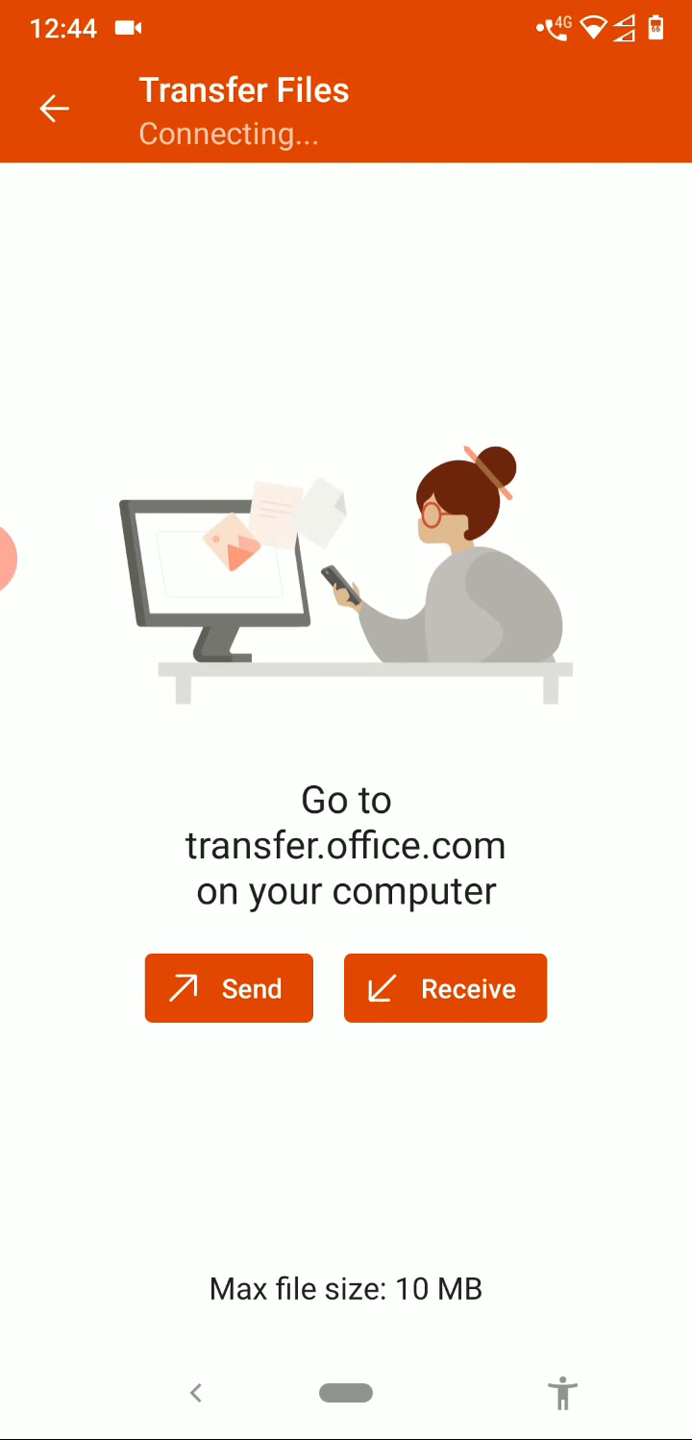 12:44
4G
66
Transfer Files
Connecting...
Go to
transfer.office.com
on your computer
Send
Receive
Max file size: 10 MB